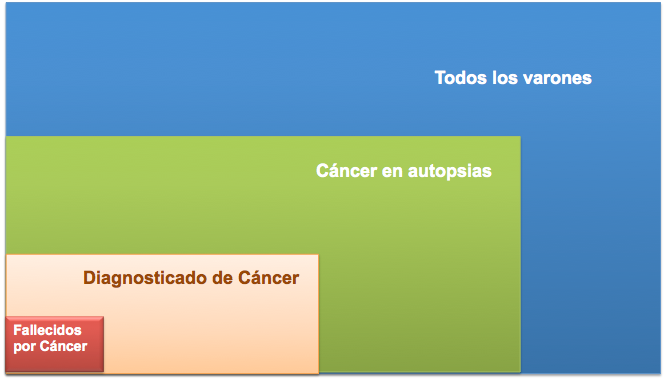 Todos los varones
Cáncer en autopsias
Diagnosticado de Cáncer
Fallecidos
por Cáncer